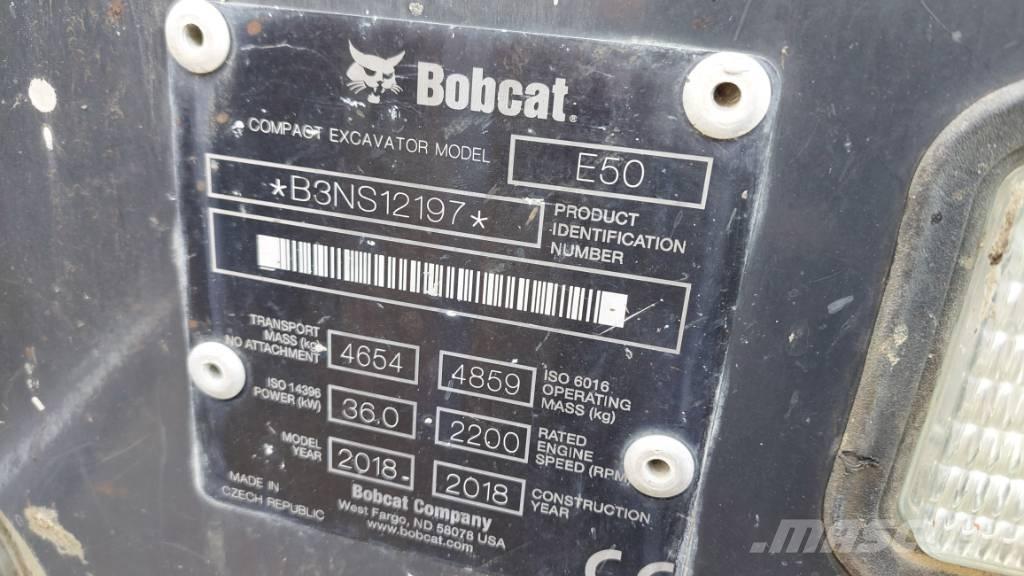 Bobcat®
COMPACT EXCAVATOR MODEL E50
*B3NS12197*
PRODUCT
IDENTIFICATION
NUMBER
TRANSPORT
MASS (kg)
NO ATTACHMENT
4654
4859
ISO 6016
OPERATING
MASS (kg)
ISO 14396
POWER (kW)
36.0
2200
RATED
ENGINE
SPEED (RPM
MODEL
YEAR
2018
2018
CONSTRUCTION
YEAR
MADE IN
CZECH REPUBLIC
Bobcat Company
West Fargo, ND 58078 USA
www.bobcat.com
CE
MASCUS